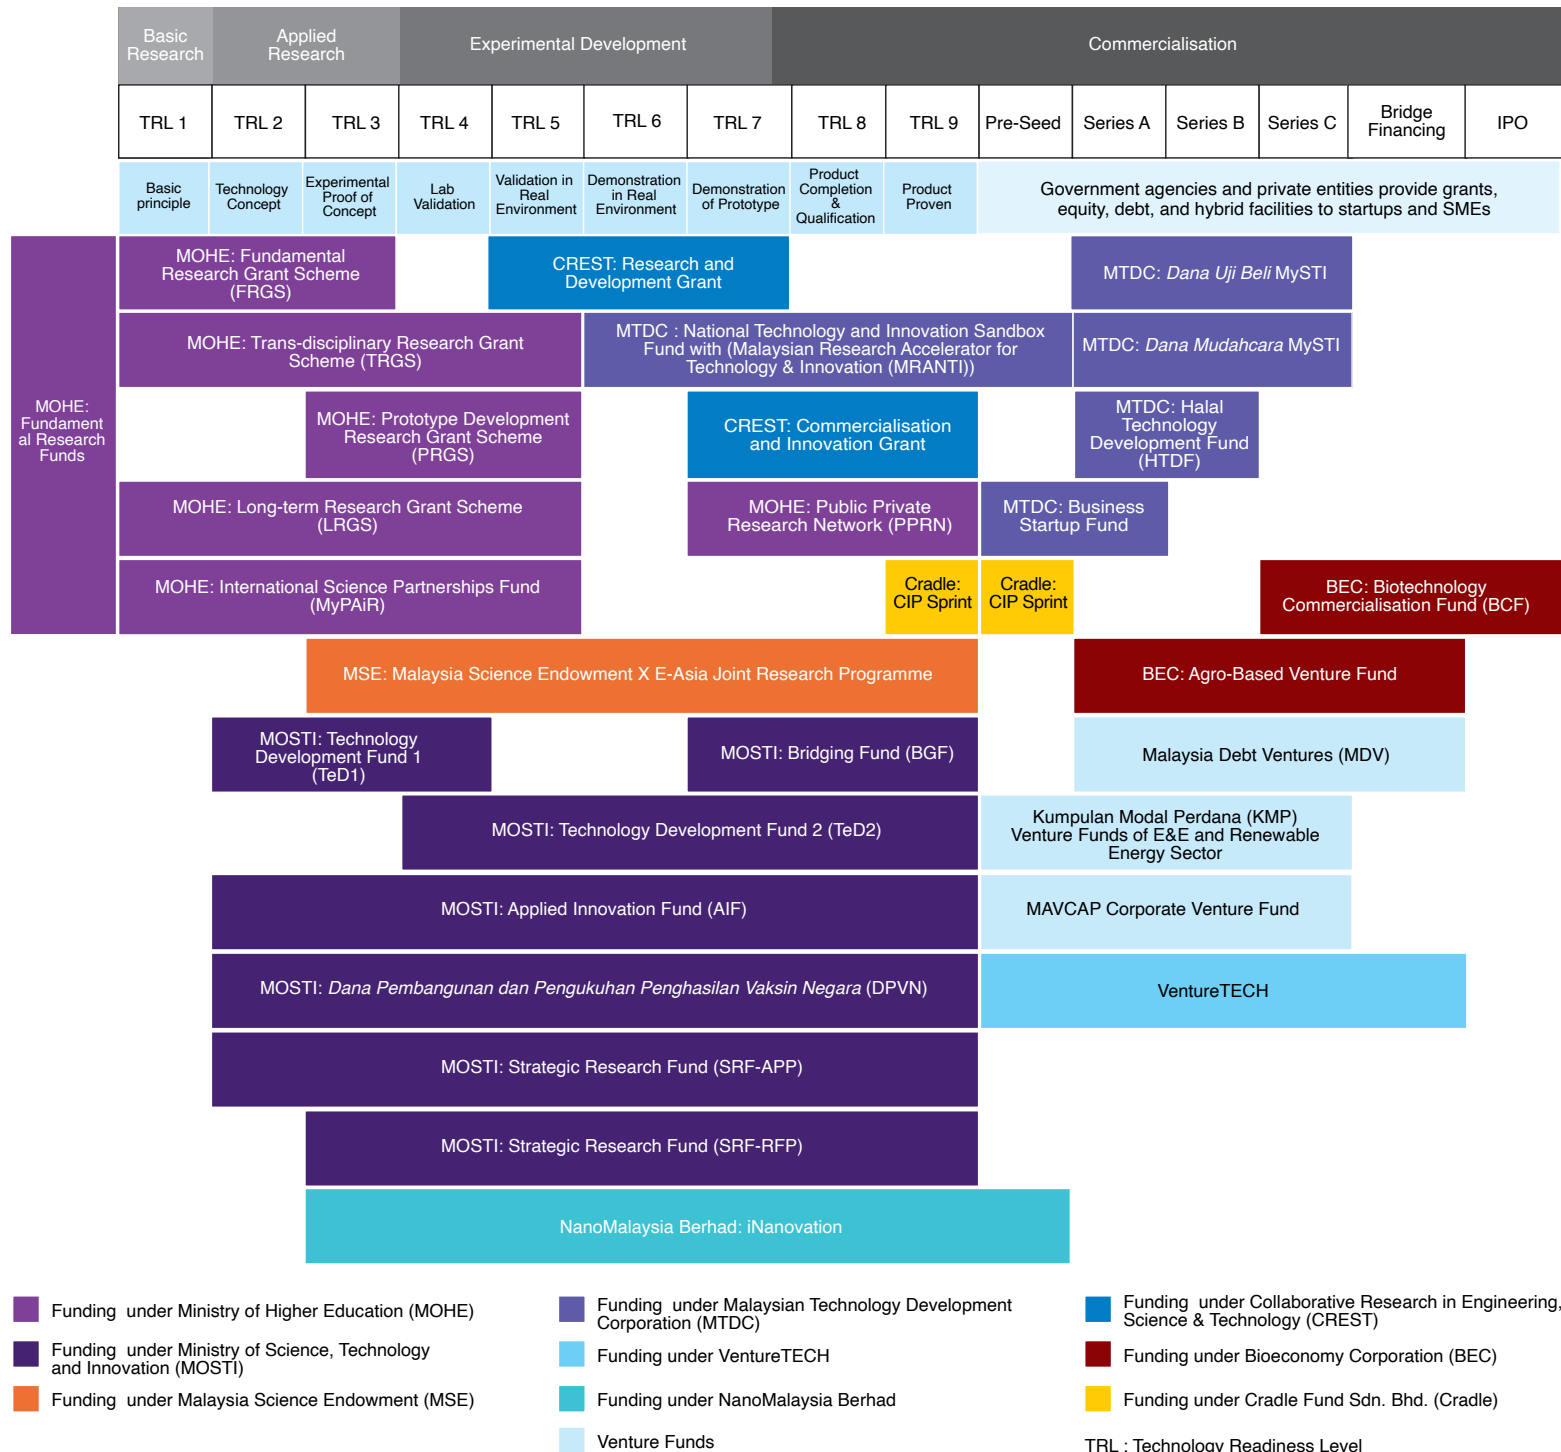 Basic
Research
Applied
Research
Experimental Development
Commercialisation
TRL 1
TRL 2
TRL 3
TRL 4
TRL 5
TRL 6
TRL 7
TRL 8
TRL 9
Pre-Seed
Series A
Series B
Series C
Bridge
Financing
IPO
Basic
principle
Technology
Concept
Experimental
Proof of
Concept
Lab
Validation
Validation in
Real
Environment
Demonstration
in Real
Environment
Demonstration
of Prototype
Product
Completion
&
Qualification
Product
Proven
Government agencies and private entities provide grants,
equity, debt, and hybrid facilities to startups and SMEs
MOHE:
Fundament
al Research
Funds
MOHE: Fundamental
Research Grant Scheme
(FRGS)
CREST: Research and
Development Grant
MTDC: Dana Uji Beli MySTI
MOHE: Trans-disciplinary Research Grant
Scheme (TRGS)
MTDC : National Technology and Innovation Sandbox
Fund with (Malaysian Research Accelerator for
Technology & Innovation (MRANTI))
MTDC: Dana Mudahcara MySTI
MOHE: Prototype Development
Research Grant Scheme
(PRGS)
CREST: Commercialisation
and Innovation Grant
MTDC: Halal
Technology
Development Fund
(HTDF)
MOHE: Long-term Research Grant Scheme
(LRGS)
MOHE: Public Private
Research Network (PPRN)
MTDC: Business
Startup Fund
MOHE: International Science Partnerships Fund
(MyPAiR)
Cradle:
CIP Sprint
Cradle:
CIP Sprint
BEC: Biotechnology
Commercialisation Fund (BCF)
MSE: Malaysia Science Endowment X E-Asia Joint Research Programme
BEC: Agro-Based Venture Fund
MOSTI: Technology
Development Fund 1
(TeD1)
MOSTI: Bridging Fund (BGF)
Malaysia Debt Ventures (MDV)
MOSTI: Technology Development Fund 2 (TeD2)
Kumpulan Modal Perdana (KMP)
Venture Funds of E&E and Renewable
Energy Sector
MOSTI: Applied Innovation Fund (AIF)
MAVCAP Corporate Venture Fund
MOSTI: Dana Pembangunan dan Pengukuhan Penghasilan Vaksin Negara (DPVN)
VentureTECH
MOSTI: Strategic Research Fund (SRF-APP)
MOSTI: Strategic Research Fund (SRF-RFP)
NanoMalaysia Berhad: iNanovation
Funding under Ministry of Higher Education (MOHE)
Funding under Malaysian Technology Development
Corporation (MTDC)
Funding under Collaborative Research in Engineering,
Science & Technology (CREST)
Funding under Ministry of Science, Technology
and Innovation (MOSTI)
Funding under VentureTECH
Funding under Bioeconomy Corporation (BEC)
Funding under Malaysia Science Endowment (MSE)
Funding under NanoMalaysia Berhad
Funding under Cradle Fund Sdn. Bhd. (Cradle)
Venture Funds
TRL : Technology Readiness Level